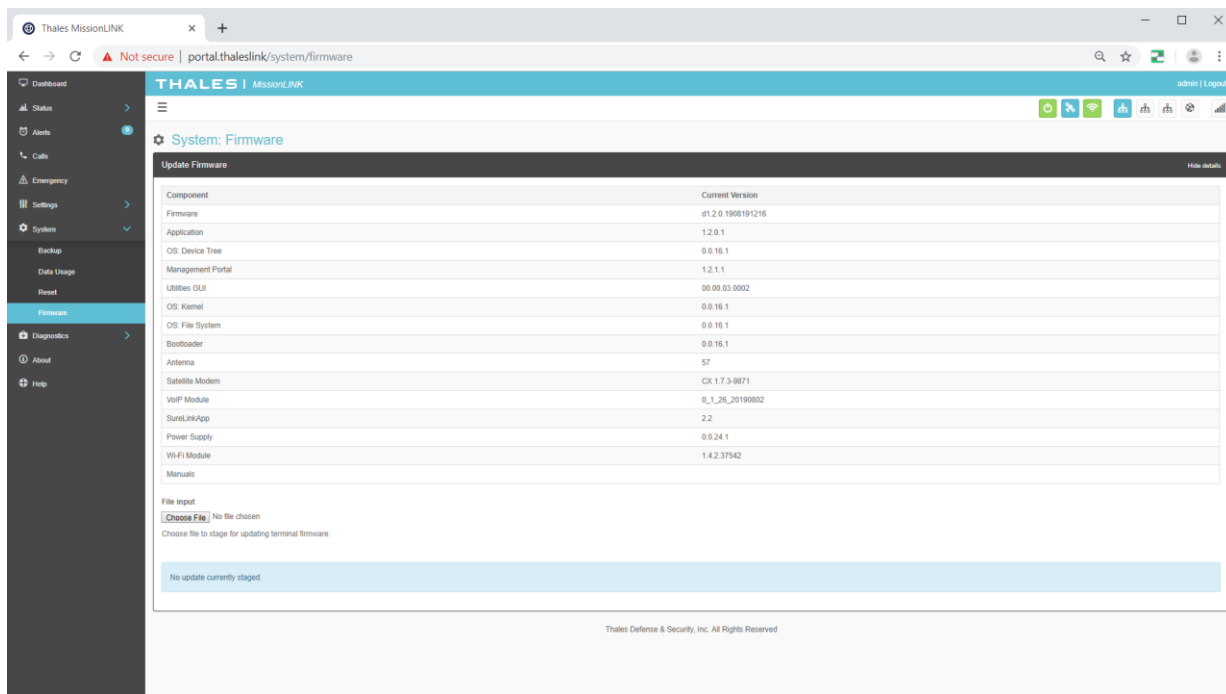 Thales MissionLINK
Not secure | portal.thaleslink/system/firmware
Dashboard
Status
Alerts 0
Calls
Emergency
Settings
System
Backup
Data Usage
Reset
Firmware
Diagnostics
About
Help
THALES | MissionLINK
admin | Logout
System: Firmware
Update Firmware Hide details
Component Current Version
Firmware d1.2.0.1908191216
Application 1.2.0.1
OS: Device Tree 0.0.16.1
Management Portal 1.2.1.1
Utilities GUI 00.00.03.0002
OS: Kernel 0.0.16.1
OS: File System 0.0.16.1
Bootloader 0.0.16.1
Antenna 57
Satellite Modem CX 1.7.3-9871
VoIP Module 0_1_26_20190802
SureLinkApp 2.2
Power Supply 0.0.24.1
Wi-Fi Module 1.4.2.37542
Manuals
File input
Choose File No file chosen
Choose file to stage for updating terminal firmware.
No update currently staged.
Thales Defense & Security, Inc. All Rights Reserved